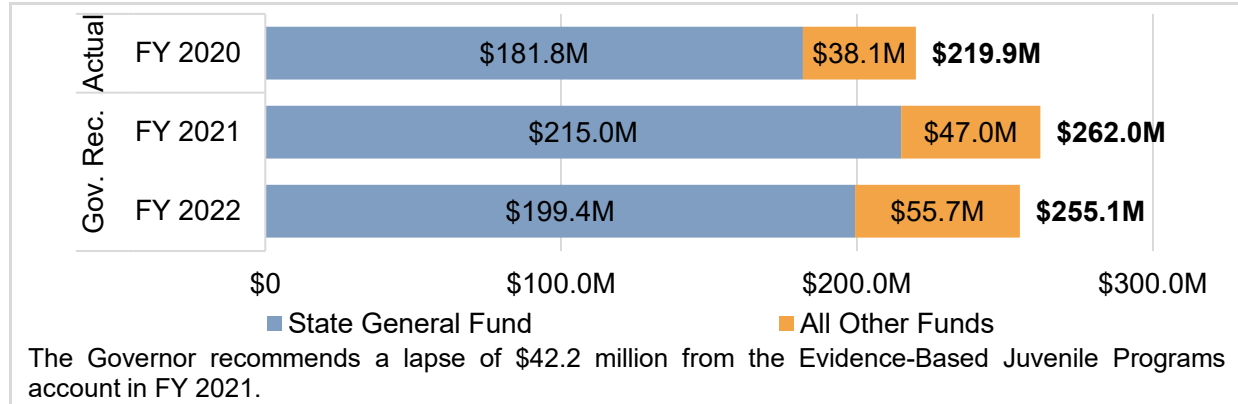 Actual
FY 2020
$181.8M
$38.1M
$219.9M
Gov. Rec.
FY 2021
$215.0M
$47.0M
$262.0M
FY 2022
$199.4M
$55.7M
$255.1M
$0
$100.0M
$200.0M
$300.0M
State General Fund
All Other Funds
The Governor recommends a lapse of $42.2 million from the Evidence-Based Juvenile Programs
account in FY 2021.